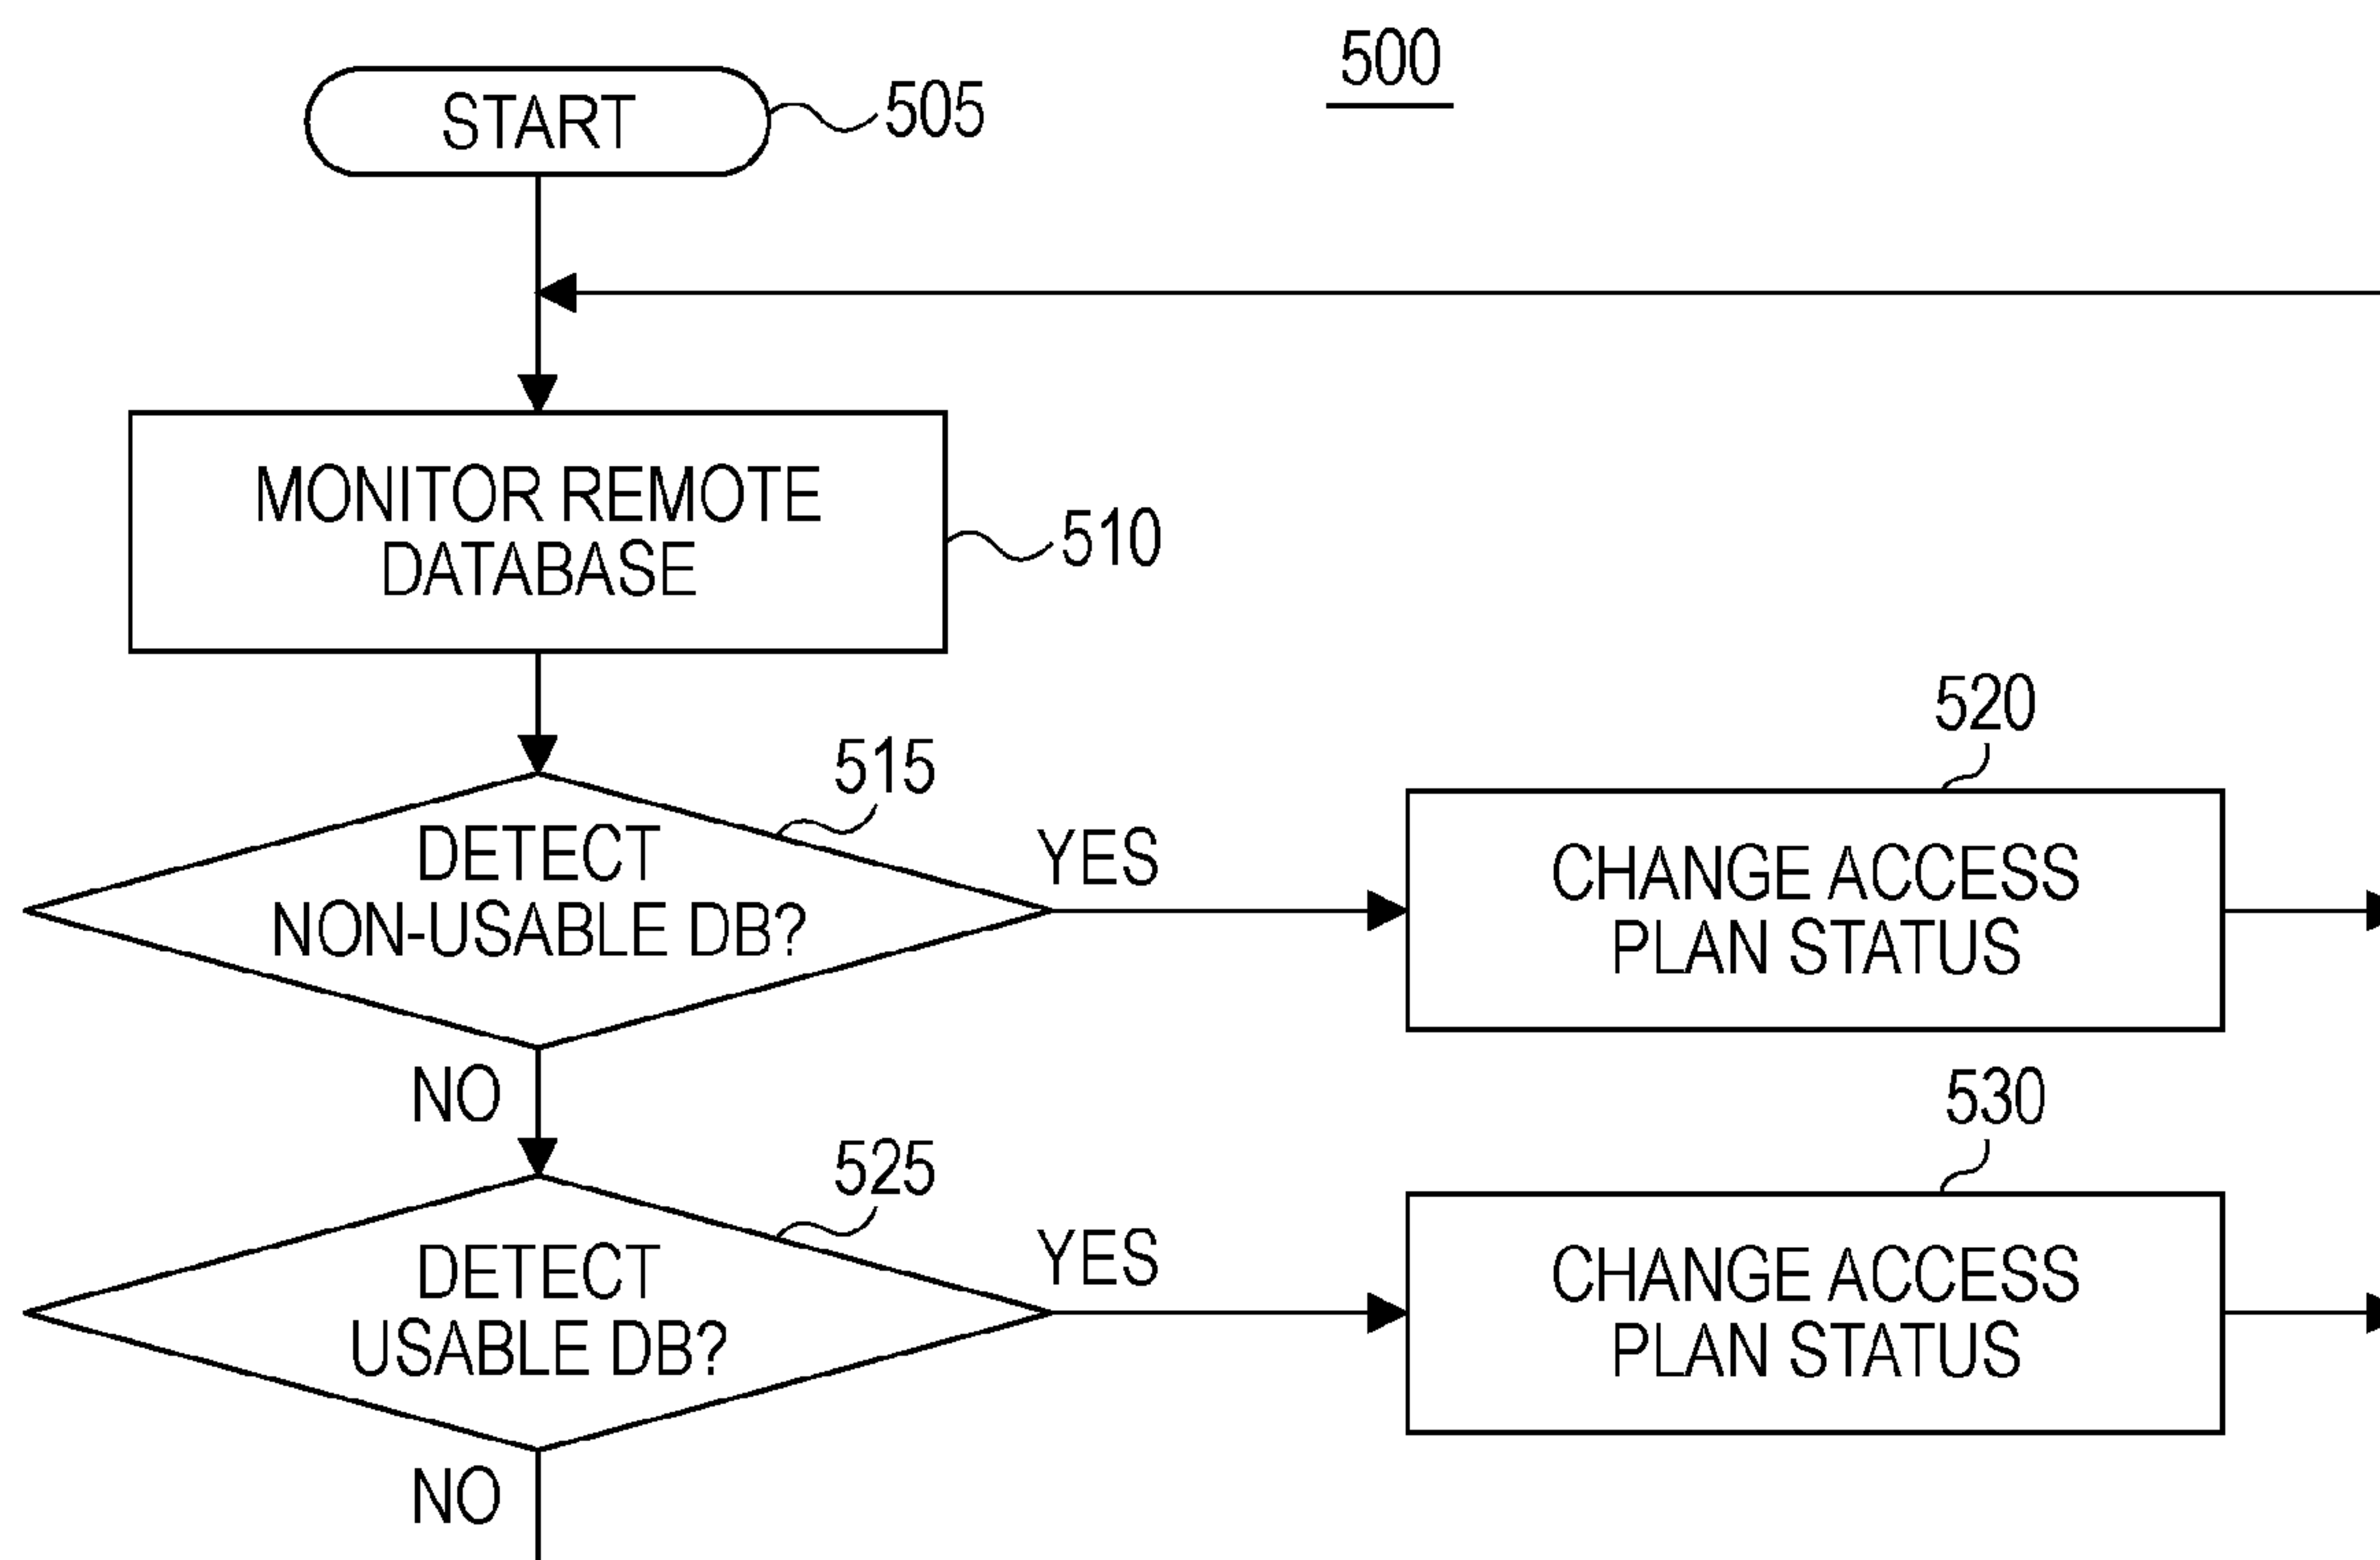 500
START
505
MONITOR REMOTE
DATABASE
510
515
DETECT
NON-USABLE DB?
YES
520
CHANGE ACCESS
PLAN STATUS
NO
525
DETECT
USABLE DB?
YES
530
CHANGE ACCESS
PLAN STATUS
NO